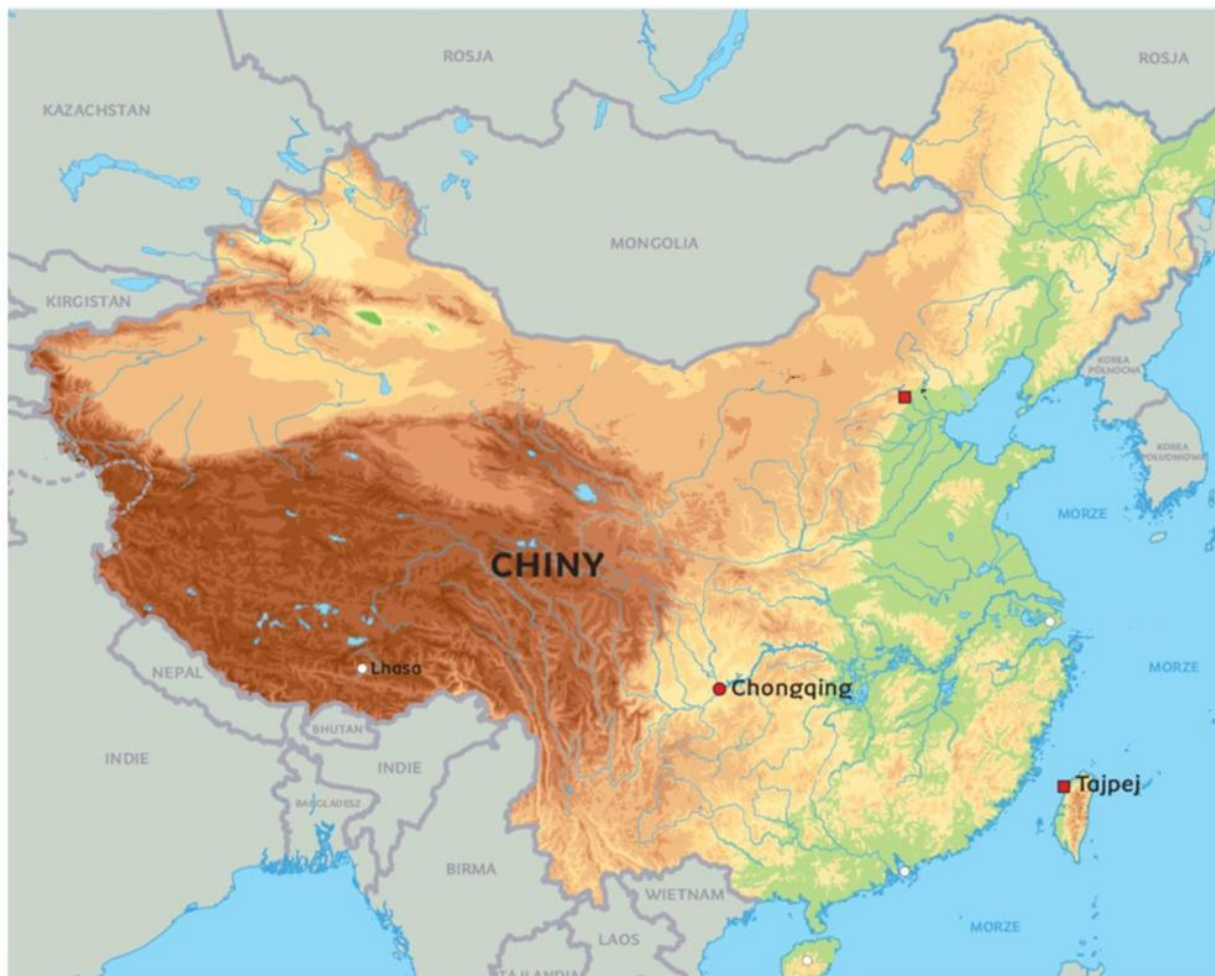 ROSJA
ROSJA
KAZACHSTAN
MONGOLIA
KIRGISTAN
KOREA
PÓŁNOCNA
KOREA
POŁUDNIOWA
MORZE
CHINY
Lhasa
NEPAL
MORZE
Chongqing
BHUTAN
INDIE
INDIE
Tajpej
BANGLADESZ
BIRMA
WIETNAM
MORZE
LAOS
TAJLANDIA